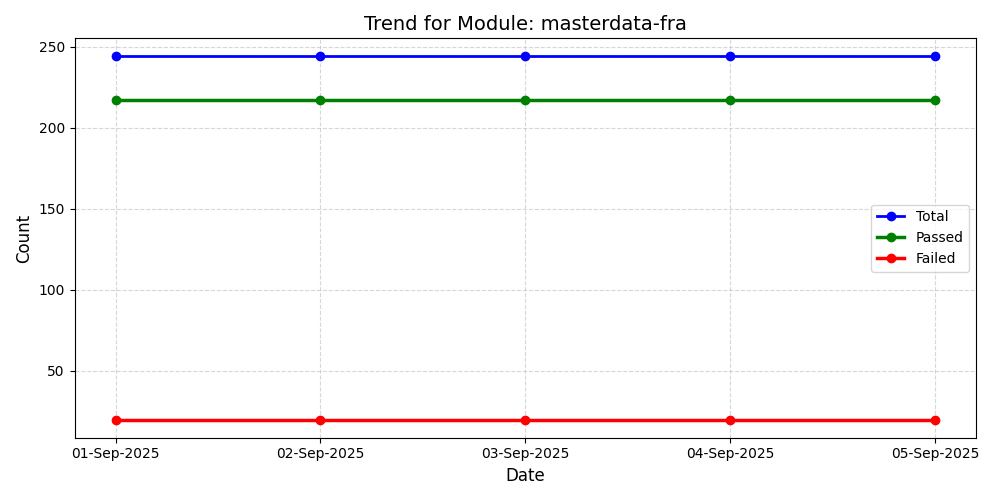 Trend for Module: masterdata-fra
250
200
150
100
50
Count
Total
Passed
Failed
01-Sep-2025 02-Sep-2025 03-Sep-2025 04-Sep-2025 05-Sep-2025
Date